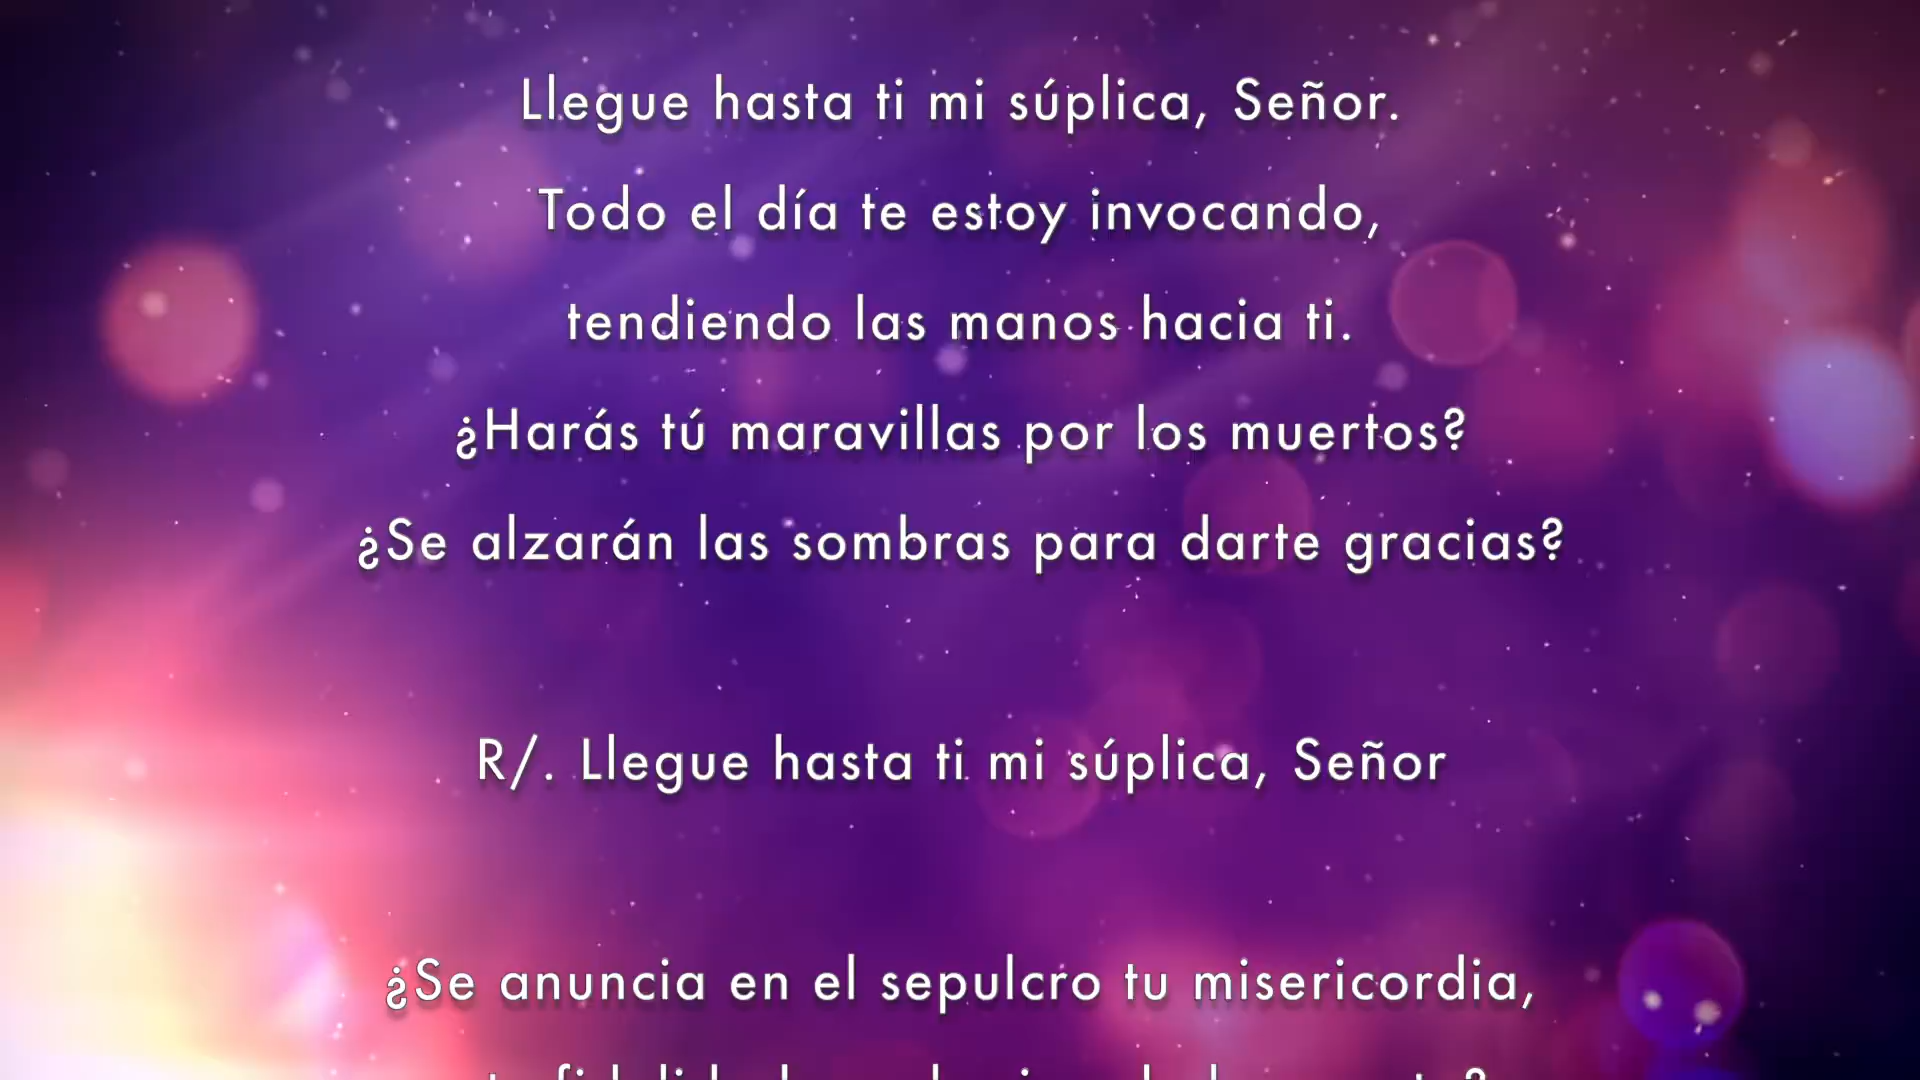 Llegue hasta ti mi súplica, Señor.
Todo el día te estoy invocando,
tendiendo las manos hacia ti.
¿Harás tú maravillas por los muertos?
¿Se alzarán las sombras para darte gracias?
R/. Llegue hasta ti mi súplica, Señor
¿Se anuncia en el sepulcro tu misericordia,